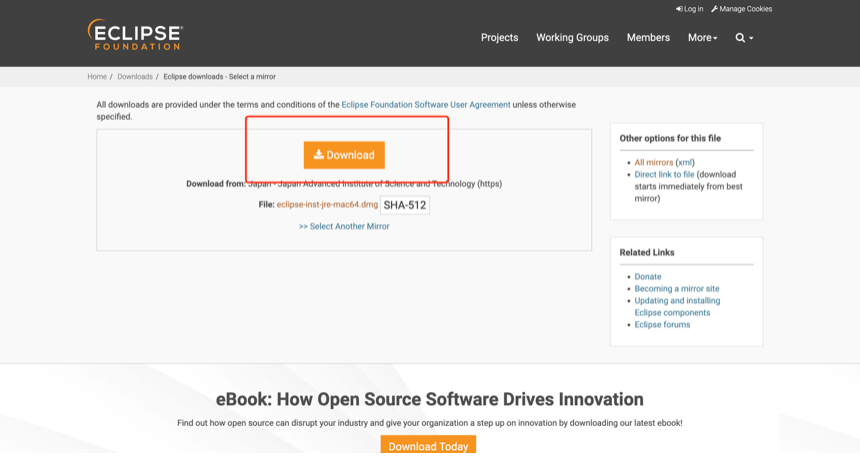 Log in Manage Cookies
ECLIPSE®
FOUNDATION
Projects Working Groups Members More
Home / Downloads / Eclipse downloads - Select a mirror
All downloads are provided under the terms and conditions of the Eclipse Foundation Software User Agreement unless otherwise
specified.
Download
Download from: Japan - Japan Advanced Institute of Science and Technology (https)
File: eclipse-inst-jre-mac64.dmg SHA-512
>> Select Another Mirror
Other options for this file
• All mirrors (xml)
• Direct link to file (download
starts immediately from best
mirror)
Related Links
• Donate
• Becoming a mirror site
• Updating and installing
Eclipse components
• Eclipse forums
eBook: How Open Source Software Drives Innovation
Find out how open source can disrupt your industry and give your organization a step up on innovation by downloading our latest ebook!
Download Today